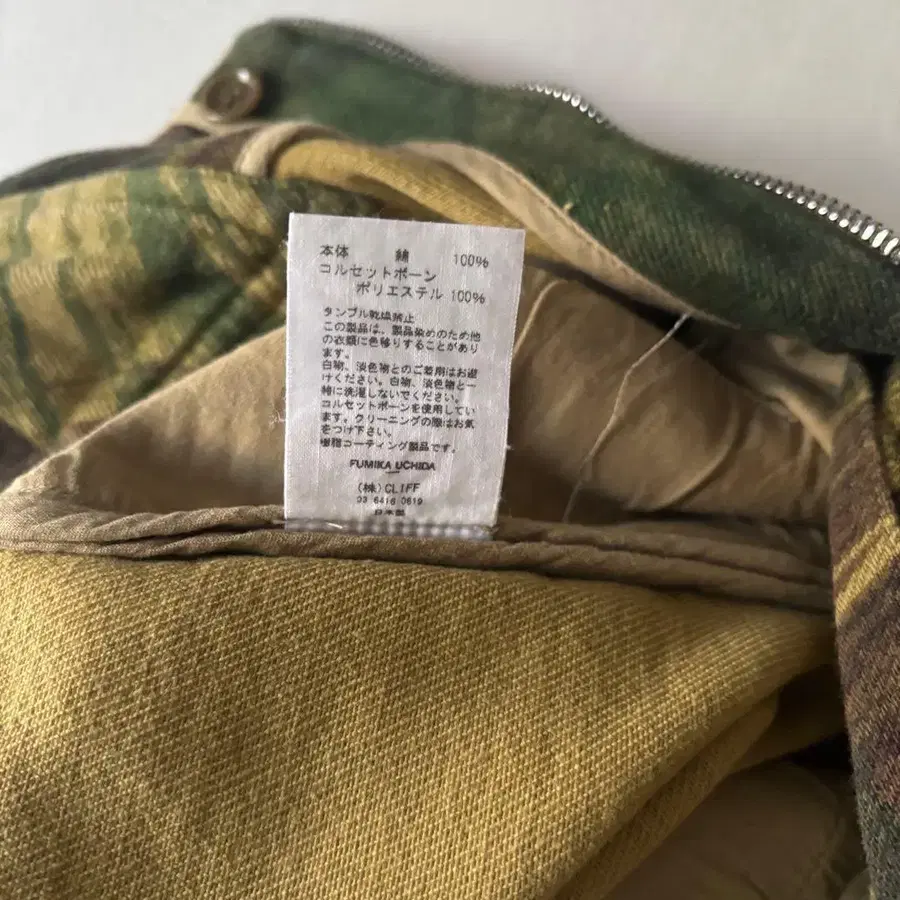 本体 綿 100%
コルセットボーン
ポリエステル 100%
タンブル乾燥禁止
この製品は、製品染めのため他
の衣類に色移りすることがあり
ます。
白物、淡色物とのご着用はお避
けください。白物、淡色物と一
緒に洗濯しないでください。
コルセットボーンを使用してい
ます。クリーニングの際はお気
をつけ下さい。
樹脂コーティング製品です。
FUMIKA UCHIDA
(株)CLIFF
03 6416 0619
日本製